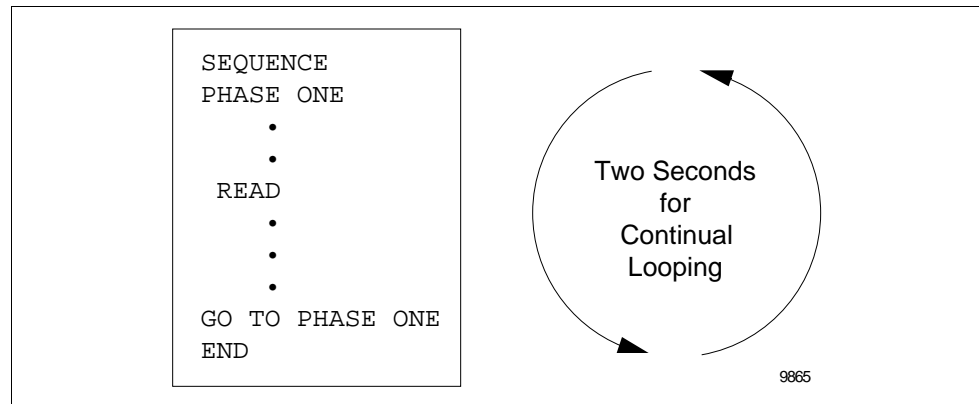 SEQUENCE
PHASE ONE
•
•
READ
•
•
•
GO TO PHASE ONE
END
Two Seconds
for
Continual
Looping
9865